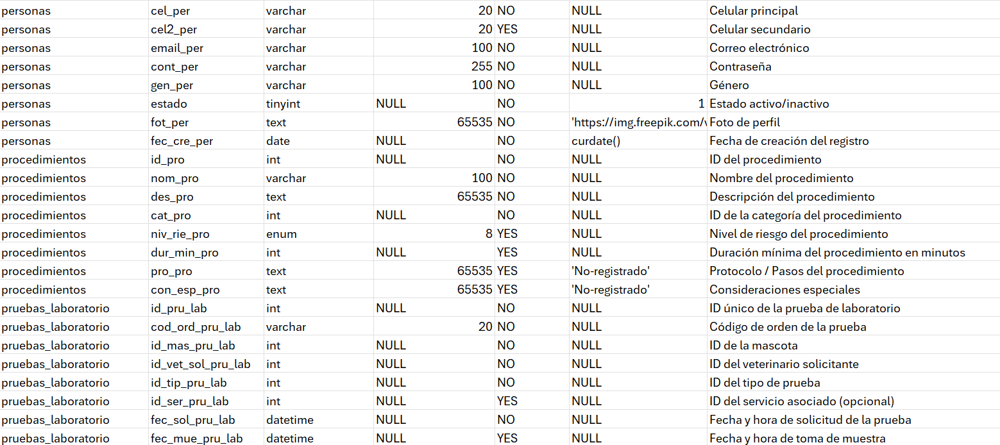 personas cel_per varchar 20 NO NULL Celular principal
personas cel2_per varchar 20 YES NULL Celular secundario
personas email_per varchar 100 NO NULL Correo electrónico
personas cont_per varchar 255 NO NULL Contraseña
personas gen_per varchar 100 NO NULL Género
personas estado tinyint NULL NO 1 Estado activo/inactivo
personas fot_per text 65535 NO 'https://img.freepik.com/v Foto de perfil
personas fec_cre_per date NULL NO curdate() Fecha de creación del registro
procedimientos id_pro int NULL NO NULL ID del procedimiento
procedimientos nom_pro varchar 100 NO NULL Nombre del procedimiento
procedimientos des_pro text 65535 NO NULL Descripción del procedimiento
procedimientos cat_pro int NULL NO NULL ID de la categoría del procedimiento
procedimientos niv_rie_pro enum 8 YES NULL Nivel de riesgo del procedimiento
procedimientos dur_min_pro int NULL YES NULL Duración mínima del procedimiento en minutos
procedimientos pro_pro text 65535 YES 'No-registrado' Protocolo / Pasos del procedimiento
procedimientos con_esp_pro text 65535 YES 'No-registrado' Consideraciones especiales
pruebas_laboratorio id_pru_lab int NULL NO NULL ID único de la prueba de laboratorio
pruebas_laboratorio cod_ord_pru_lab varchar 20 NO NULL Código de orden de la prueba
pruebas_laboratorio id_mas_pru_lab int NULL NO NULL ID de la mascota
pruebas_laboratorio id_vet_sol_pru_lab int NULL NO NULL ID del veterinario solicitante
pruebas_laboratorio id_tip_pru_lab int NULL NO NULL ID del tipo de prueba
pruebas_laboratorio id_ser_pru_lab int NULL YES NULL ID del servicio asociado (opcional)
pruebas_laboratorio fec_sol_pru_lab datetime NULL NO NULL Fecha y hora de solicitud de la prueba
pruebas_laboratorio fec_mue_pru_lab datetime NULL YES NULL Fecha y hora de toma de muestra